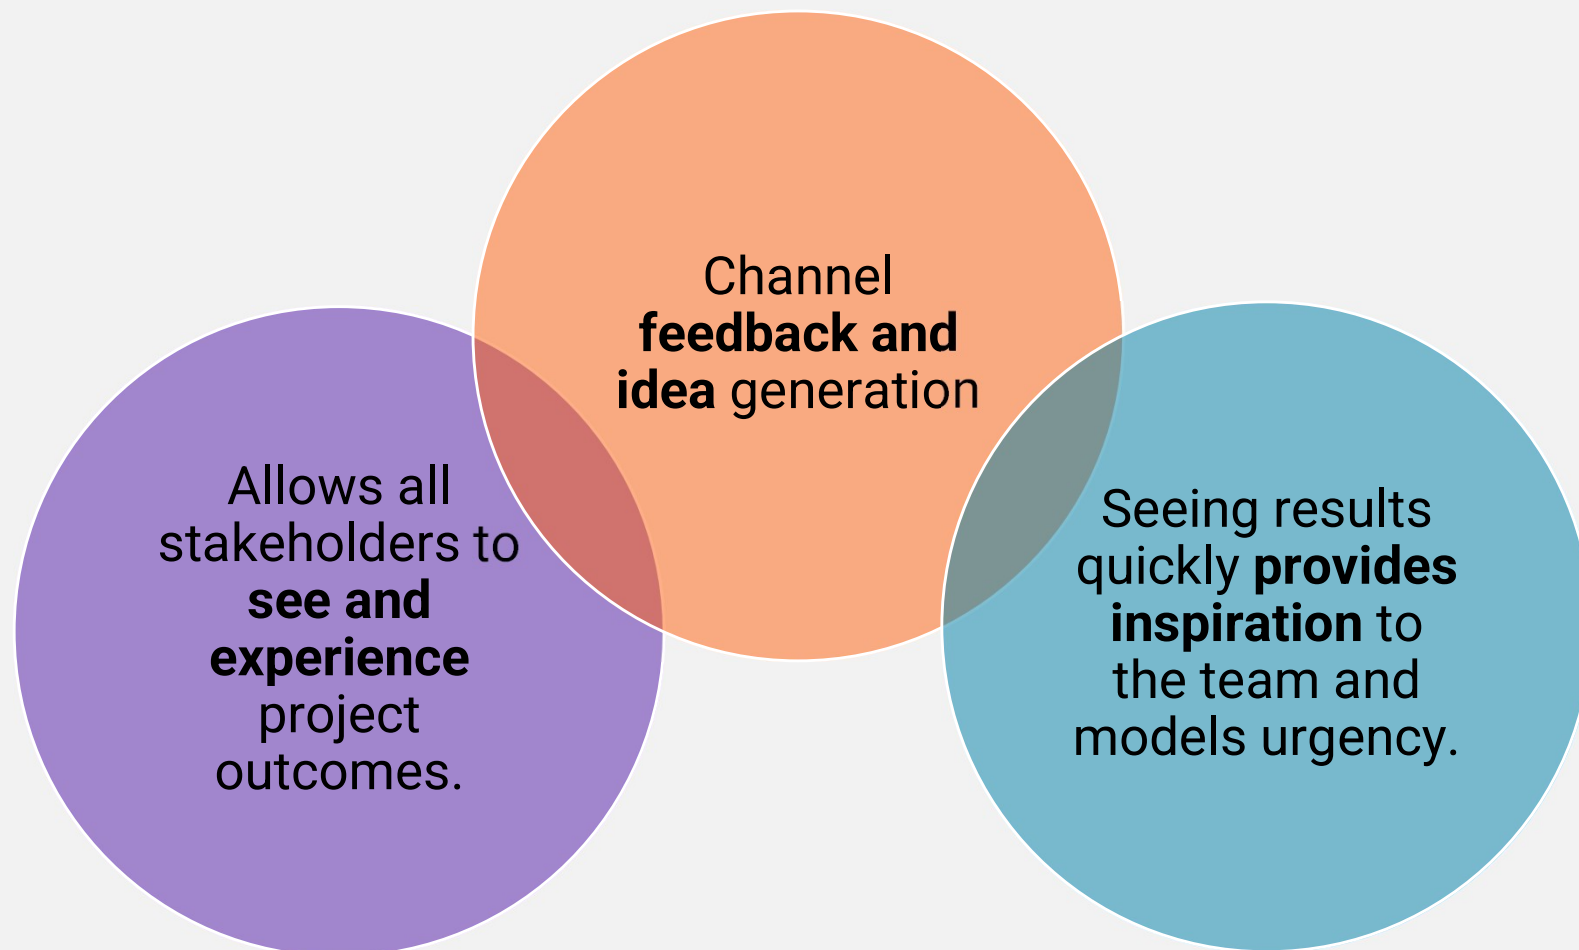 Channel
feedback and
idea generation
Allows all
stakeholders to
see and
experience
project
outcomes.
Seeing results
quickly provides
inspiration to
the team and
models urgency.